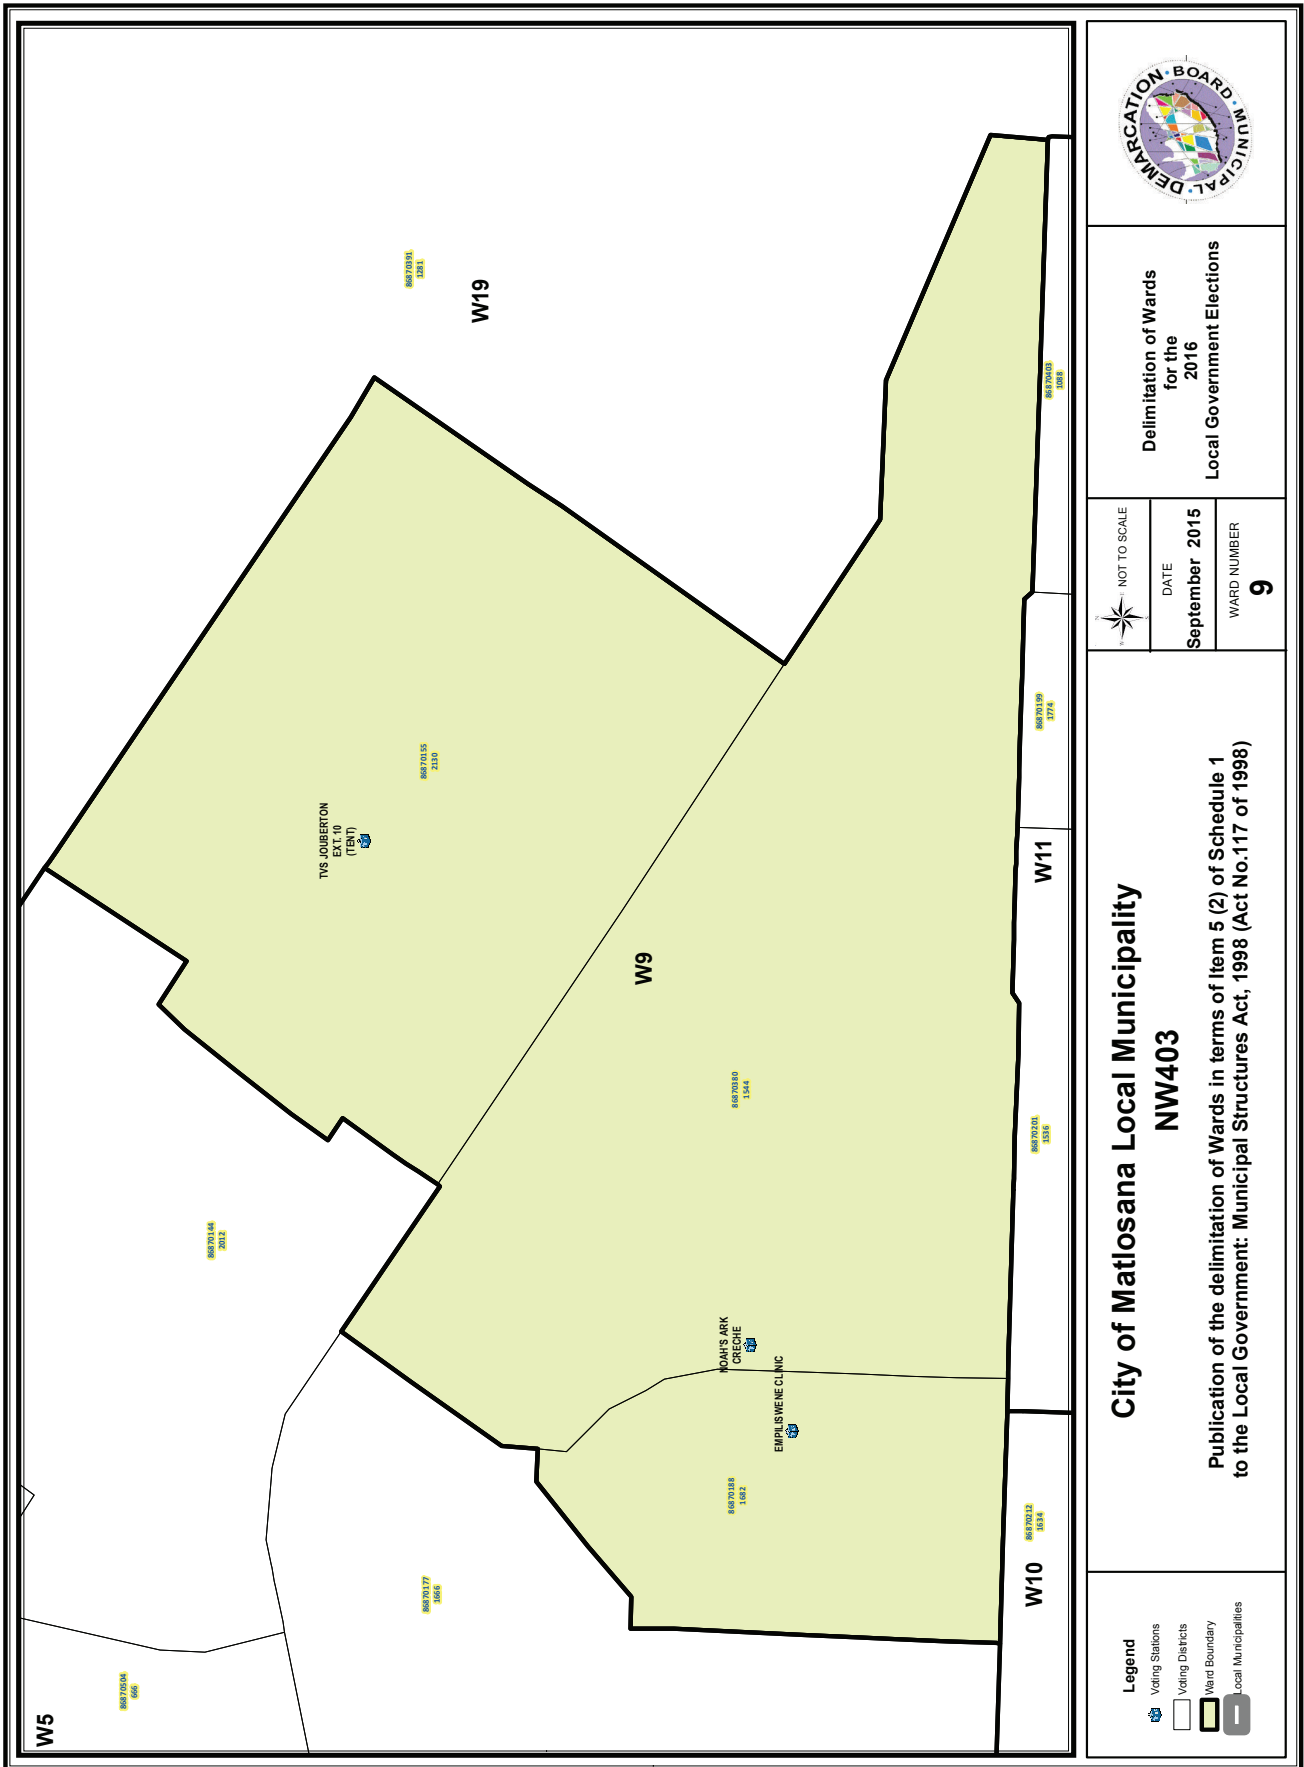 W5
86870504
666
86870144
2012
86870177
1666
TVS JOUBERTON
EXT. 10
(TENT)
86870155
2130
86870391
1281
W19
W9
86870380
1544
NOAH'S ARK
CRECHE
EMPILISWENE CLINIC
86870188
1682
W10
86870212
1634
86870201
1536
W11
86870199
1774
86870403
1088
Legend
Voting Stations
Voting Districts
Ward Boundary
Local Municipalities
City of Matlosana Local Municipality
NW403
Publication of the delimitation of Wards in terms of Item 5 (2) of Schedule 1
to the Local Government: Municipal Structures Act, 1998 (Act No.117 of 1998)
N
W
E
S
NOT TO SCALE
DATE
September 2015
WARD NUMBER
9
Delimitation of Wards
for the
2016
Local Government Elections
MUNICIPAL • DEMARCATION • BOARD •